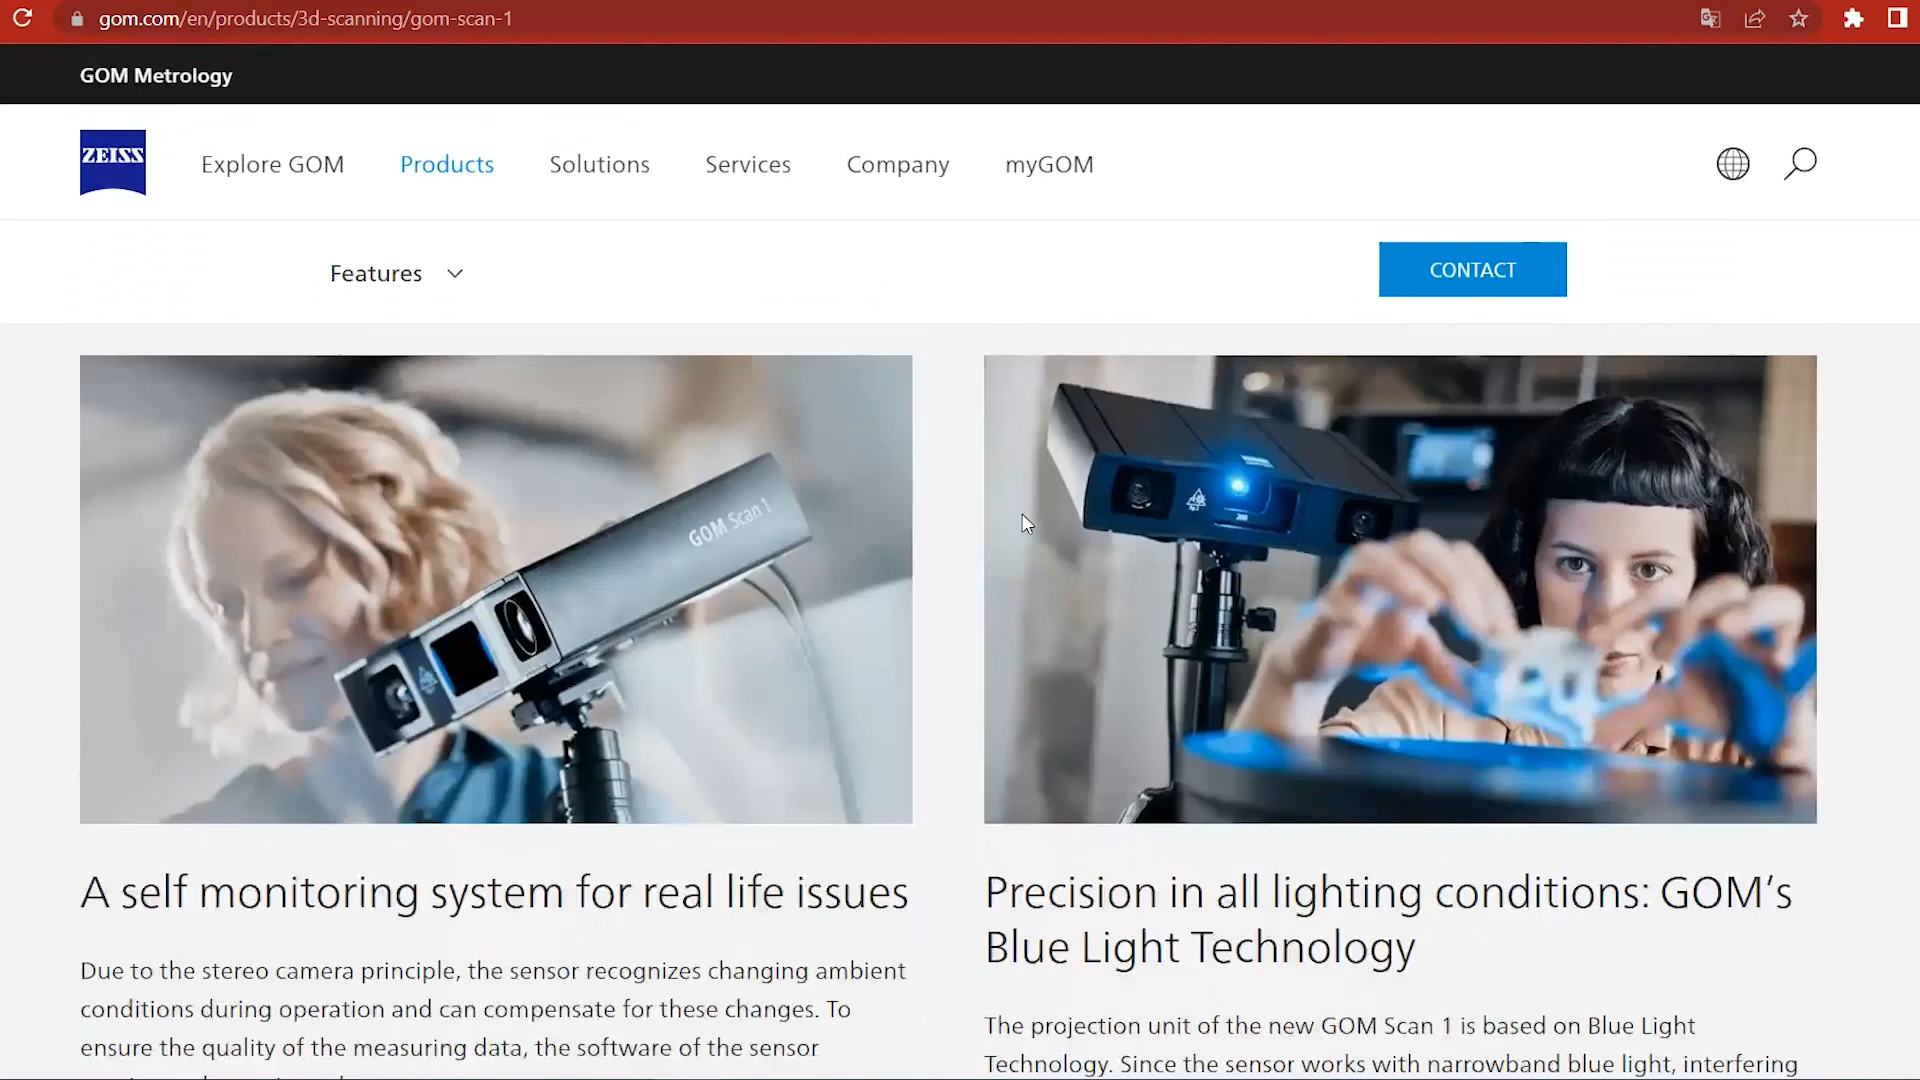 gom.com/en/products/3d-scanning/gom-scan-1
GOM Metrology
ZEISS
Explore GOM
Products
Solutions
Services
Company
myGOM
Features
CONTACT
GOM Scan 1
200
A self monitoring system for real life issues
Due to the stereo camera principle, the sensor recognizes changing ambient
conditions during operation and can compensate for these changes. To
ensure the quality of the measuring data, the software of the sensor
Precision in all lighting conditions: GOM’s
Blue Light Technology
The projection unit of the new GOM Scan 1 is based on Blue Light
Technology. Since the sensor works with narrowband blue light, interfering